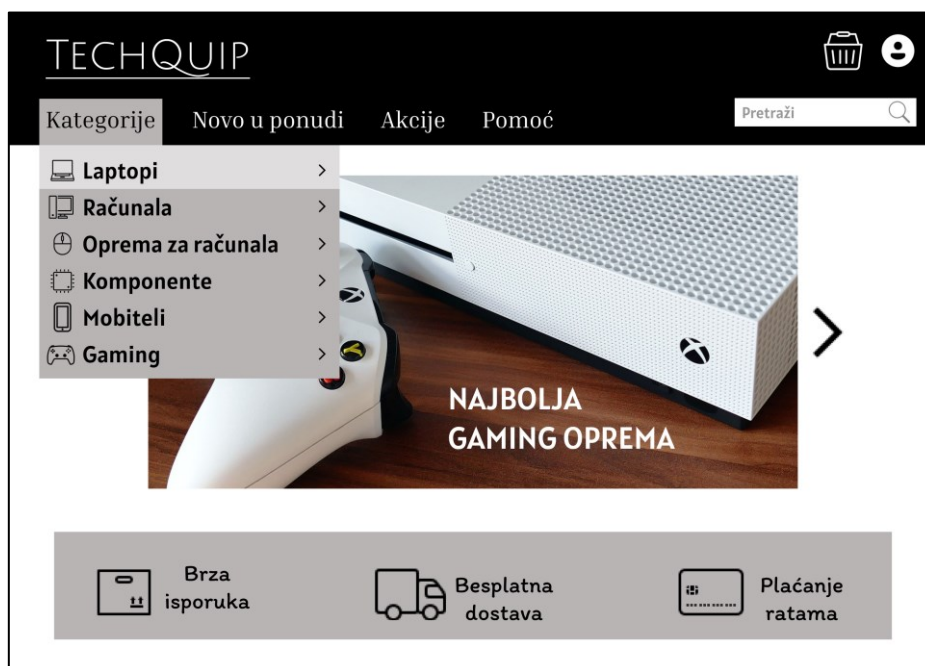 TECHQUIP
Kategorije Novo u ponudi Akcije Pomoć Pretraži
Laptopi
Računala
Oprema za računala
Komponente
Mobiteli
Gaming
NAJBOLJA
GAMING OPREMA
Brza
isporuka
Besplatna
dostava
Plaćanje
ratama